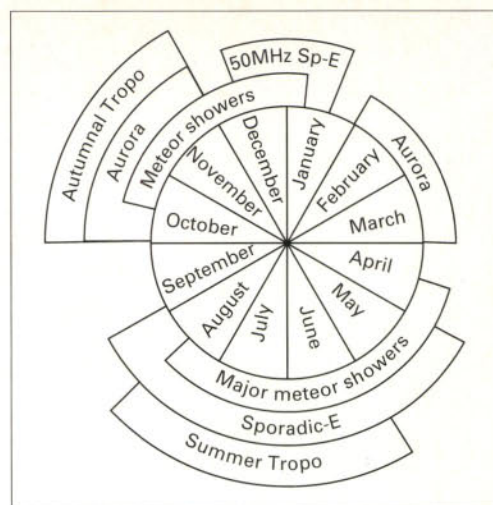 50MHz Sp-E
Autumnal Tropo
Aurora
Meteor showers
Aurora
January
February
March
April
May
June
July
August
September
October
November
December
Major meteor showers
Sporadic-E
Summer Tropo